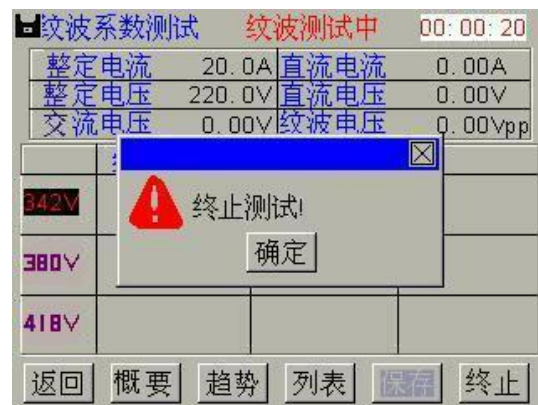 纹波系数测试 纹波测试中 00:00:20
整定电流 20.0A 直流电流 0.00A
整定电压 220.0V 直流电压 0.00V
交流电压 0.00V 纹波电压 0.00Vpp
342V
终止测试!
确定
380V
418V
返回 概要 趋势 列表 保存 终止